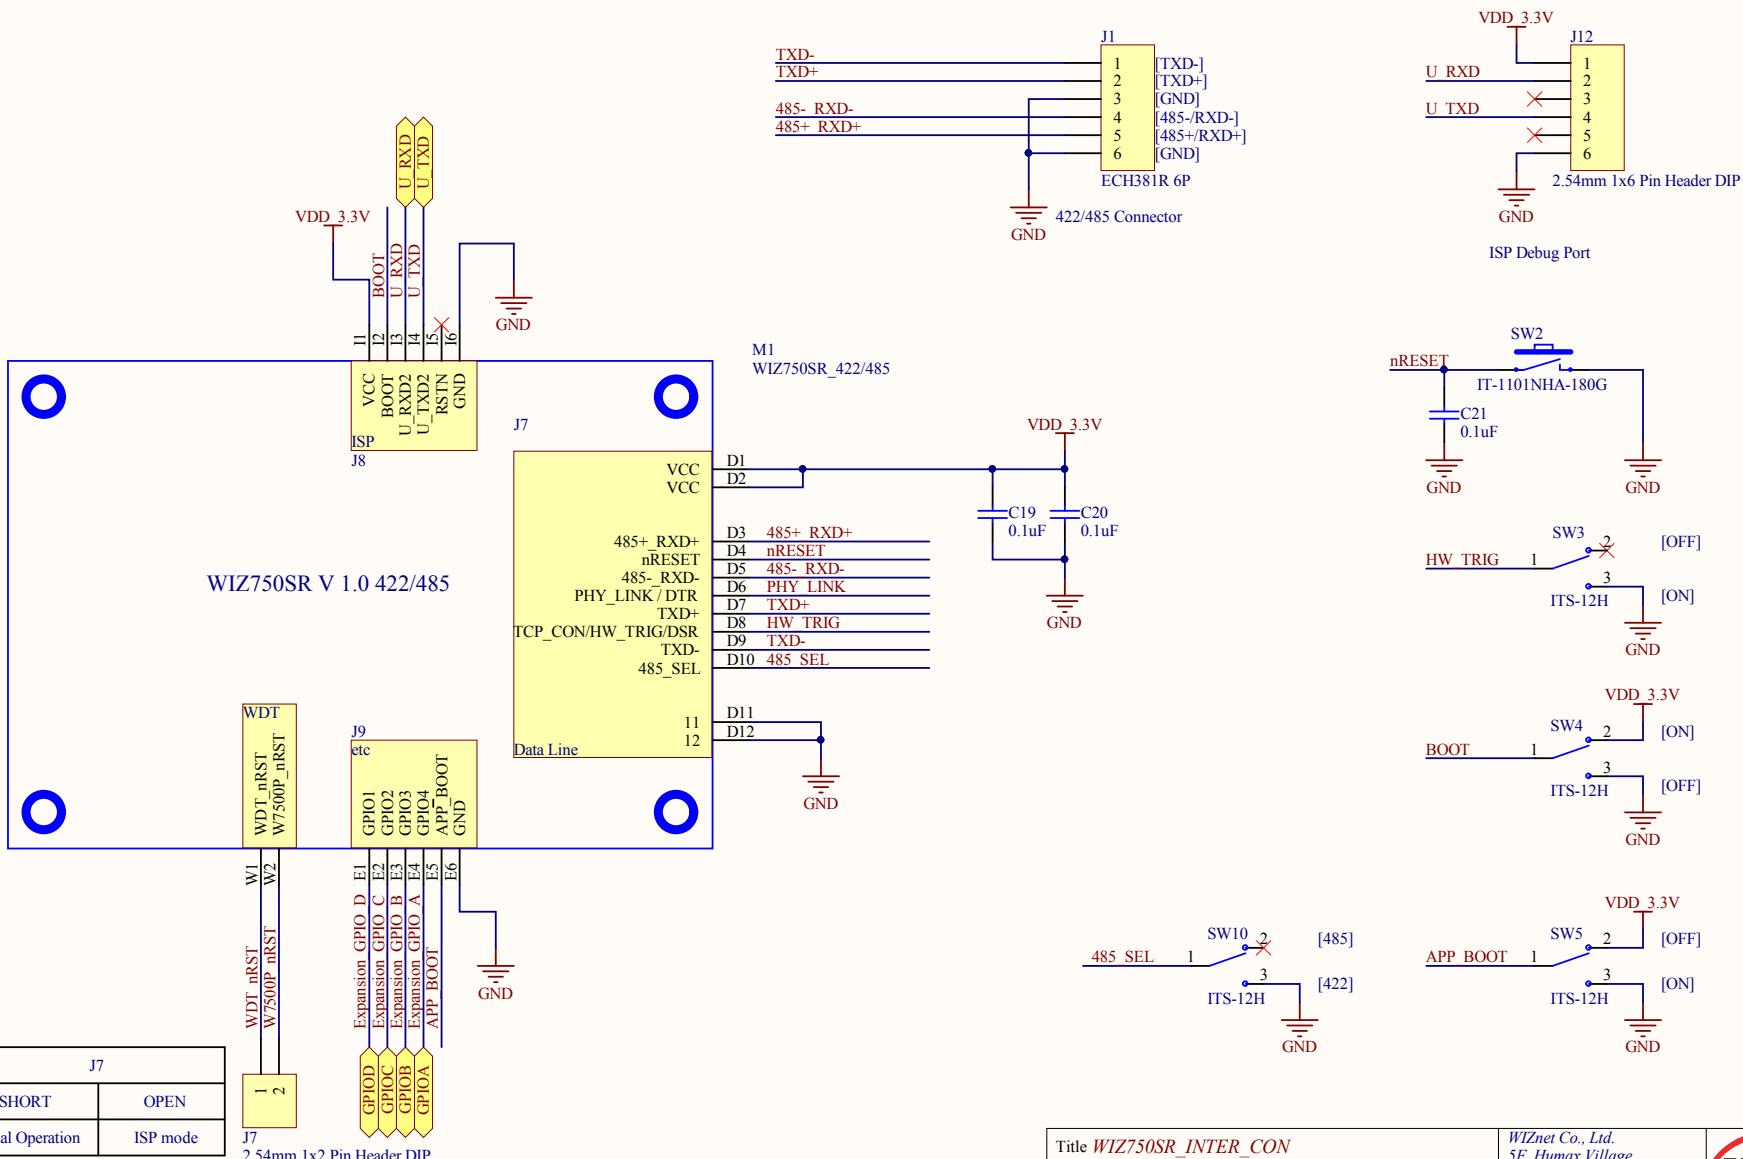 TXD-
TXD+
485-_RXD-
485+_RXD+
J1
1 [TXD-]
2 [TXD+]
3 [GND]
4 [485-/RXD-]
5 [485+/RXD+]
6 [GND]
ECH381R 6P
422/485 Connector
GND
VDD_3.3V
J12
U_RXD
U_TXD
1
2
3
4
5
6
2.54mm 1x6 Pin Header DIP
GND
ISP Debug Port
U_RXD
U_TXD
VDD_3.3V
BOOT
U_RXD
U_TXD
GND
I1
I2
I3
I4
I5
I6
VCC
BOOT
U_RXD2
U_TXD2
RSTN
GND
ISP
J8
M1
WIZ750SR_422/485
J7
WIZ750SR V 1.0 422/485
VCC D1
VCC D2
485+_RXD+ D3 485+_RXD+
nRESET D4 nRESET
485-_RXD- D5 485-_RXD-
PHY_LINK / DTR D6 PHY_LINK
TXD+ D7 TXD+
TCP_CON/HW_TRIG/DSR D8 HW_TRIG
TXD- D9 TXD-
485_SEL D10 485_SEL
11 D11
12 D12
Data Line
GND
VDD_3.3V
C19
0.1uF
C20
0.1uF
GND
nRESET
SW2
IT-1101NHA-180G
C21
0.1uF
GND
GND
SW3
HW_TRIG 1
2 [OFF]
3 [ON]
ITS-12H
GND
VDD_3.3V
SW4
BOOT 1
2 [ON]
3 [OFF]
ITS-12H
GND
VDD_3.3V
SW5
APP_BOOT 1
2 [OFF]
3 [ON]
ITS-12H
GND
SW10
485_SEL 1
2 [485]
3 [422]
ITS-12H
GND
WDT
WDT_nRST
W7500P_nRST
W1
W2
WDT_nRST
W7500P_nRST
1
2
J7
2.54mm 1x2 Pin Header DIP
J9
etc
GPIO1
GPIO2
GPIO3
GPIO4
APP_BOOT
GND
E1
E2
E3
E4
E5
E6
Expansion_GPIO_D
Expansion_GPIO_C
Expansion_GPIO_B
Expansion_GPIO_A
APP_BOOT
GND
GPIOD
GPIOC
GPIOB
GPIOA
J7
SHORT OPEN
al Operation ISP mode
Title WIZ750SR_INTER_CON
WIZnet Co., Ltd.
5F, Humax Village